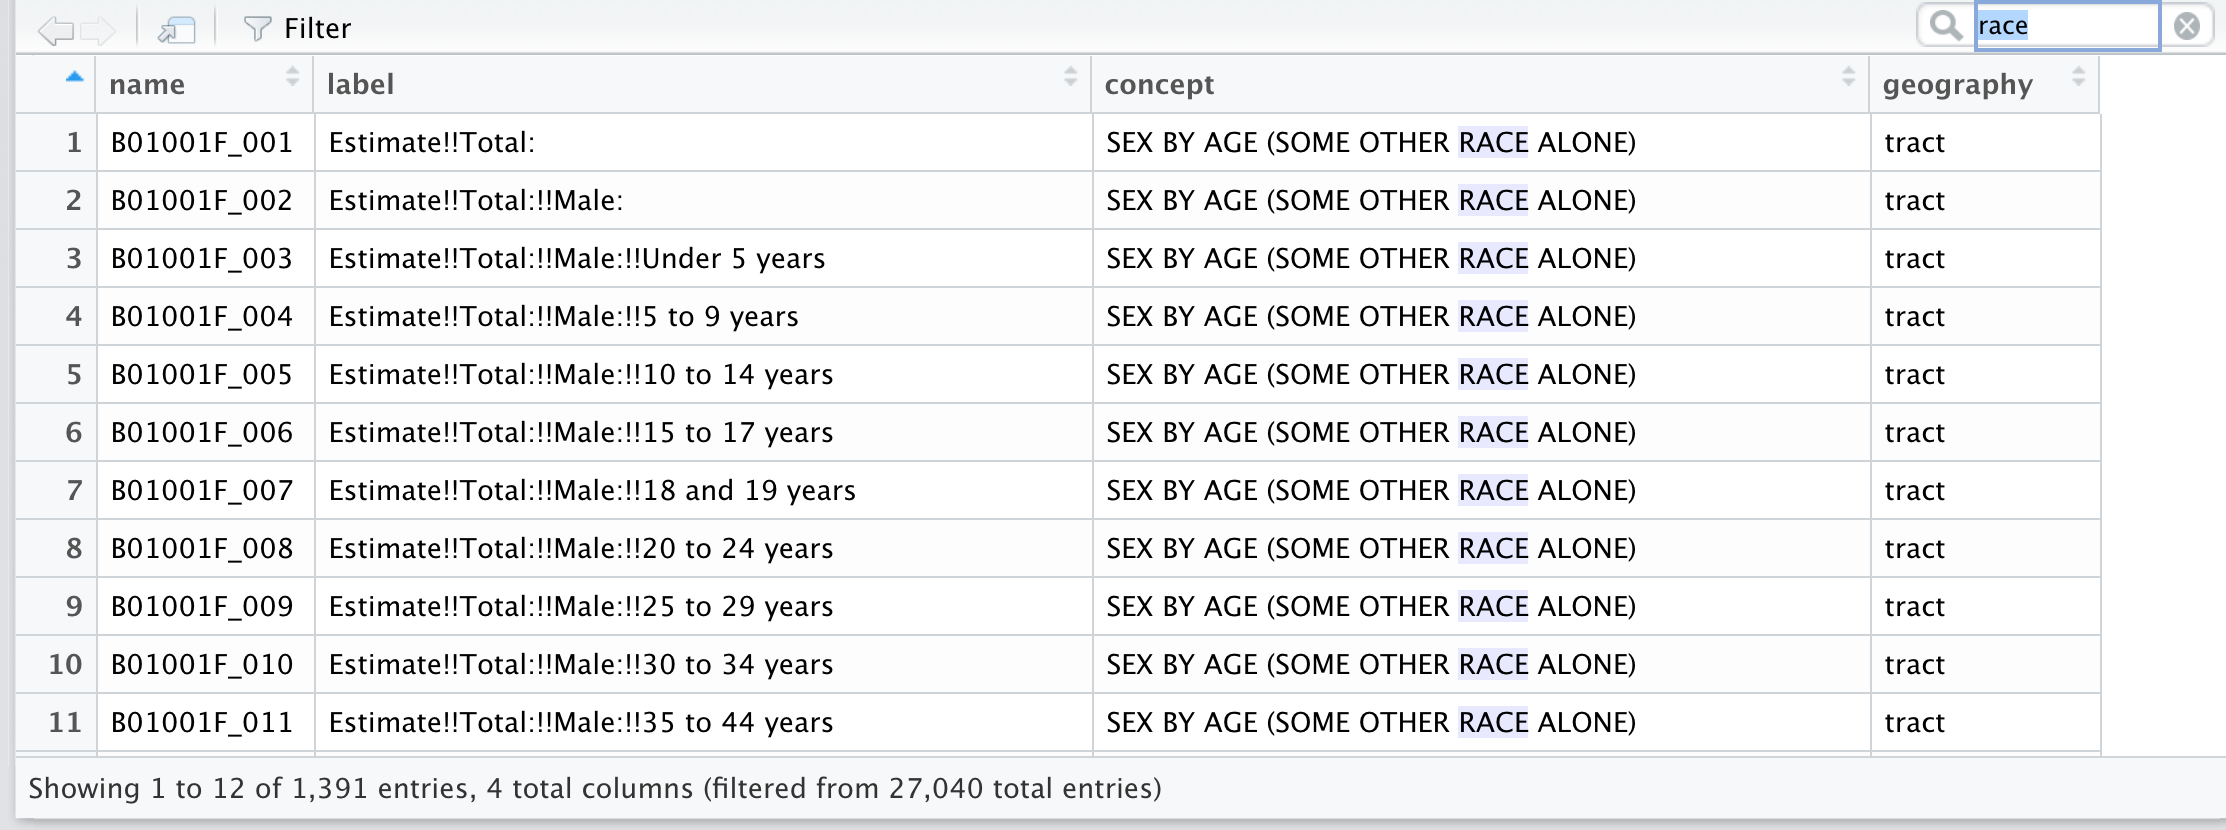 Filter race
name label concept geography
1 B01001F_001 Estimate!!Total: SEX BY AGE (SOME OTHER RACE ALONE) tract
2 B01001F_002 Estimate!!Total:!!Male: SEX BY AGE (SOME OTHER RACE ALONE) tract
3 B01001F_003 Estimate!!Total:!!Male:!!Under 5 years SEX BY AGE (SOME OTHER RACE ALONE) tract
4 B01001F_004 Estimate!!Total:!!Male:!!5 to 9 years SEX BY AGE (SOME OTHER RACE ALONE) tract
5 B01001F_005 Estimate!!Total:!!Male:!!10 to 14 years SEX BY AGE (SOME OTHER RACE ALONE) tract
6 B01001F_006 Estimate!!Total:!!Male:!!15 to 17 years SEX BY AGE (SOME OTHER RACE ALONE) tract
7 B01001F_007 Estimate!!Total:!!Male:!!18 and 19 years SEX BY AGE (SOME OTHER RACE ALONE) tract
8 B01001F_008 Estimate!!Total:!!Male:!!20 to 24 years SEX BY AGE (SOME OTHER RACE ALONE) tract
9 B01001F_009 Estimate!!Total:!!Male:!!25 to 29 years SEX BY AGE (SOME OTHER RACE ALONE) tract
10 B01001F_010 Estimate!!Total:!!Male:!!30 to 34 years SEX BY AGE (SOME OTHER RACE ALONE) tract
11 B01001F_011 Estimate!!Total:!!Male:!!35 to 44 years SEX BY AGE (SOME OTHER RACE ALONE) tract
Showing 1 to 12 of 1,391 entries, 4 total columns (filtered from 27,040 total entries)